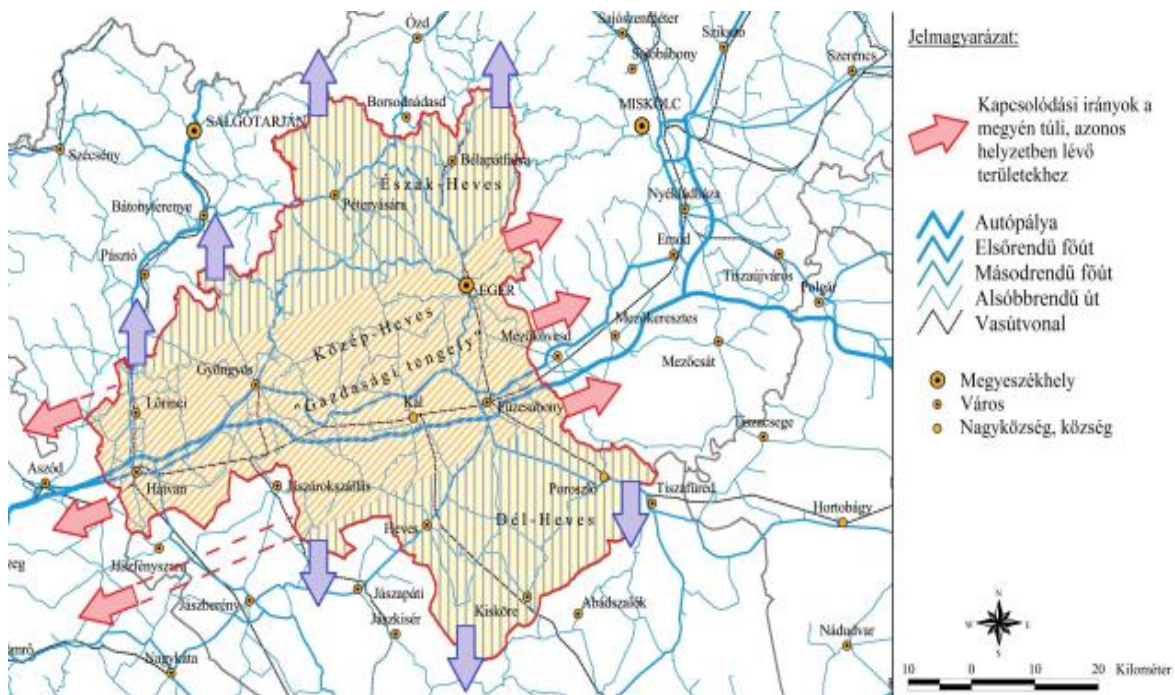 Ózd
Sajószentpéter
Szikszó
Sajóbábony
Szerencs
Borsodnádasd
MISKOLC
SALGÓTARJÁN
Szécsény
Bélapátfalva
Észak-Heves
Pétervására
Nyékládháza
Bátonyterenye
Emőd
Pásztó
Tiszaújváros
EGER
Polgár
Közép-Heves
Mezőkeresztes
Mezőkövesd
"Gazdasági tengely"
Mezőcsát
Gyöngyös
Lőrinci
Kál
Füzesabony
Tiszacsege
Aszód
Hatvan
Jászárokszállás
Poroszló
Tiszafüred
Dél-Heves
Hortobágy
Heves
Jászfényszaru
Jászapáti
Jászberény
Kisköre
Abádszalók
Jászkisér
Nádudvar
Nagykáta
Jelmagyarázat:
Kapcsolódási irányok a
megyén túli, azonos
helyzetben lévő
területekhez
Autópálya
Elsőrendű főút
Másodrendű főút
Alsóbbrendű út
Vasútvonal
Megyeszékhely
Város
Nagyközség, község
N
W E
S
10 0 10 20 Kilométer